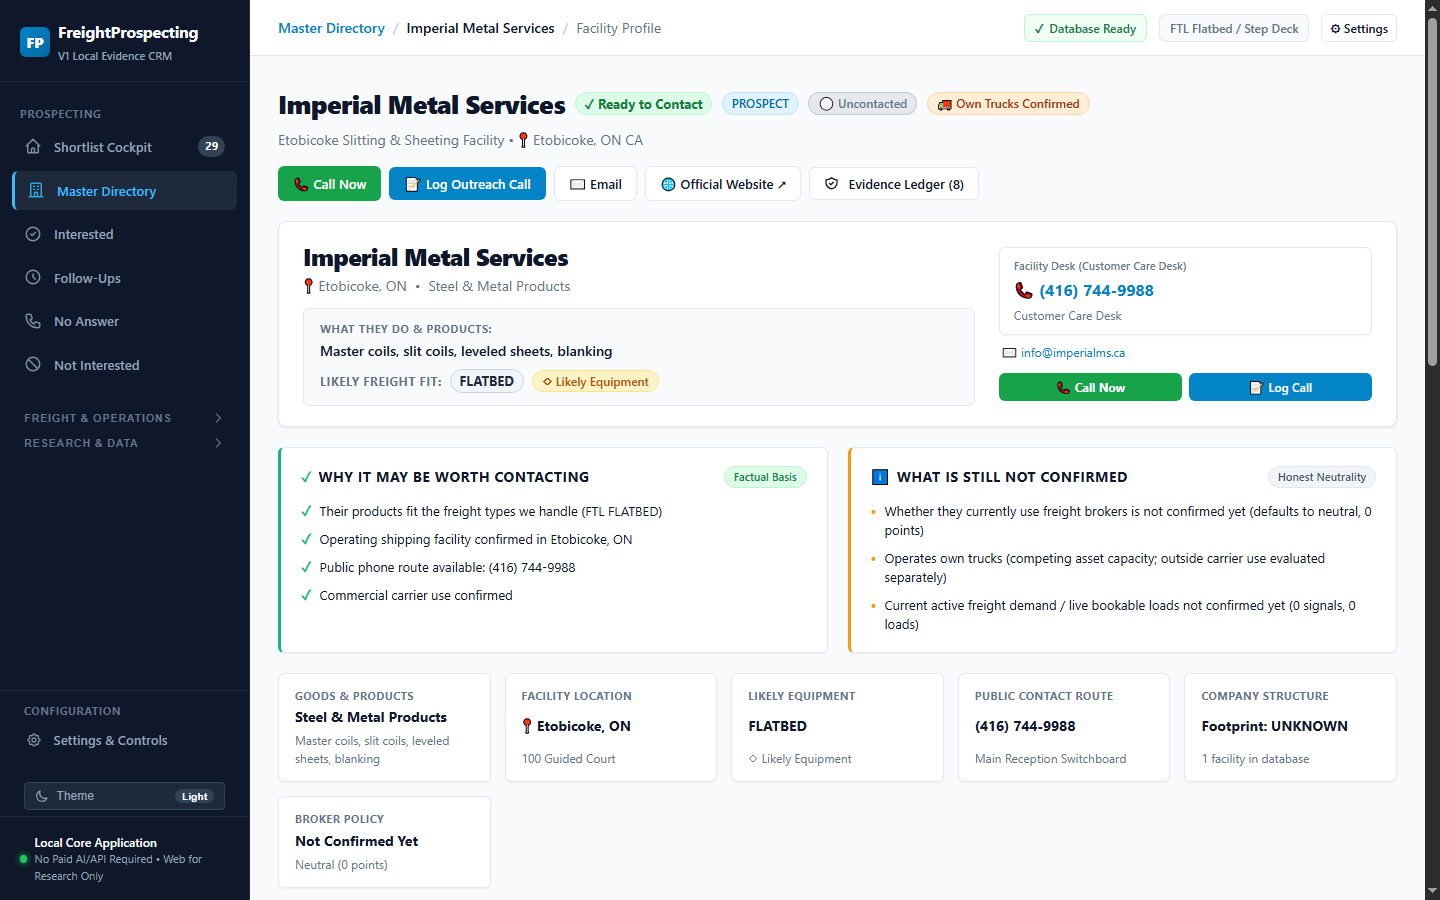 FP
FreightProspecting
V1 Local Evidence CRM
PROSPECTING
Shortlist Cockpit 29
Master Directory
Interested
Follow-Ups
No Answer
Not Interested
FREIGHT & OPERATIONS
RESEARCH & DATA
CONFIGURATION
Settings & Controls
Theme Light
Local Core Application
No Paid AI/API Required • Web for
Research Only
Master Directory / Imperial Metal Services / Facility Profile
✓ Database Ready
FTL Flatbed / Step Deck
⚙ Settings
Imperial Metal Services
✓ Ready to Contact
PROSPECT
Uncontacted
Own Trucks Confirmed
Etobicoke Slitting & Sheeting Facility • 📍 Etobicoke, ON CA
📞 Call Now
📝 Log Outreach Call
✉ Email
🌐 Official Website ↗
Evidence Ledger (8)
Imperial Metal Services
📍 Etobicoke, ON • Steel & Metal Products
WHAT THEY DO & PRODUCTS:
Master coils, slit coils, leveled sheets, blanking
LIKELY FREIGHT FIT: FLATBED ◇ Likely Equipment
Facility Desk (Customer Care Desk)
📞 (416) 744-9988
Customer Care Desk
✉ info@imperialms.ca
📞 Call Now
📝 Log Call
✓ WHY IT MAY BE WORTH CONTACTING
Factual Basis
✓ Their products fit the freight types we handle (FTL FLATBED)
✓ Operating shipping facility confirmed in Etobicoke, ON
✓ Public phone route available: (416) 744-9988
✓ Commercial carrier use confirmed
ℹ WHAT IS STILL NOT CONFIRMED
Honest Neutrality
• Whether they currently use freight brokers is not confirmed yet (defaults to neutral, 0
points)
• Operates own trucks (competing asset capacity; outside carrier use evaluated
separately)
• Current active freight demand / live bookable loads not confirmed yet (0 signals, 0
loads)
GOODS & PRODUCTS
Steel & Metal Products
Master coils, slit coils, leveled
sheets, blanking
FACILITY LOCATION
📍 Etobicoke, ON
100 Guided Court
LIKELY EQUIPMENT
FLATBED
◇ Likely Equipment
PUBLIC CONTACT ROUTE
(416) 744-9988
Main Reception Switchboard
COMPANY STRUCTURE
Footprint: UNKNOWN
1 facility in database
BROKER POLICY
Not Confirmed Yet
Neutral (0 points)